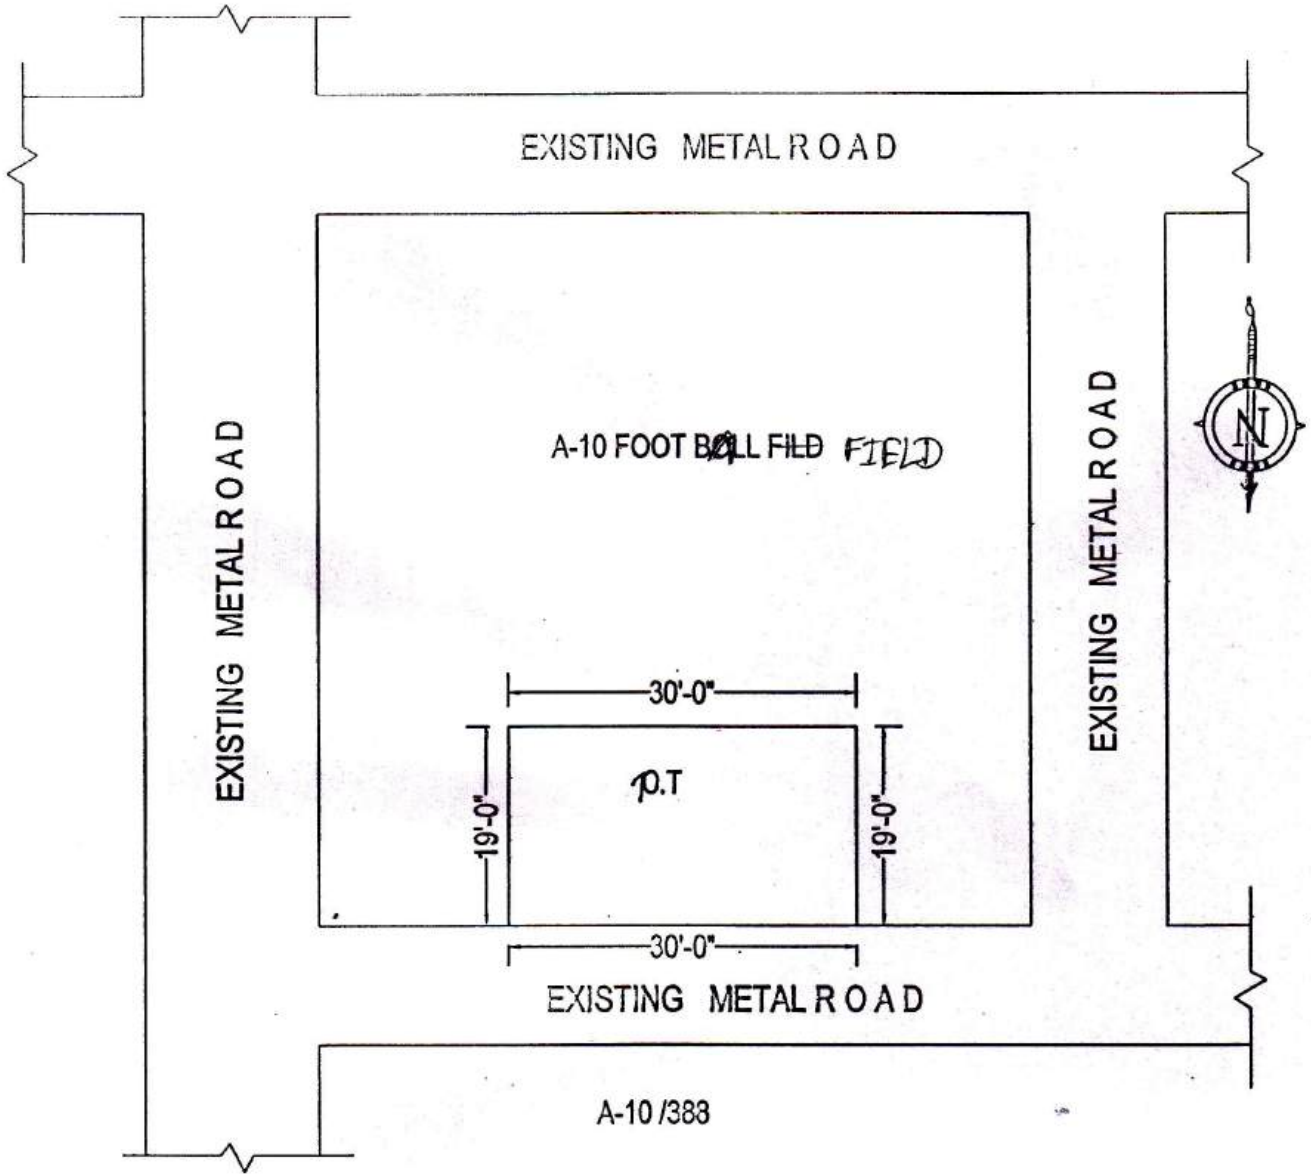 EXISTING METAL ROAD
EXISTING METAL ROAD
A-10 FOOT BALL FILD FIELD
EXISTING METAL ROAD
N
30'-0"
P.T
19'-0"
19'-0"
30'-0"
EXISTING METAL ROAD
A-10/388